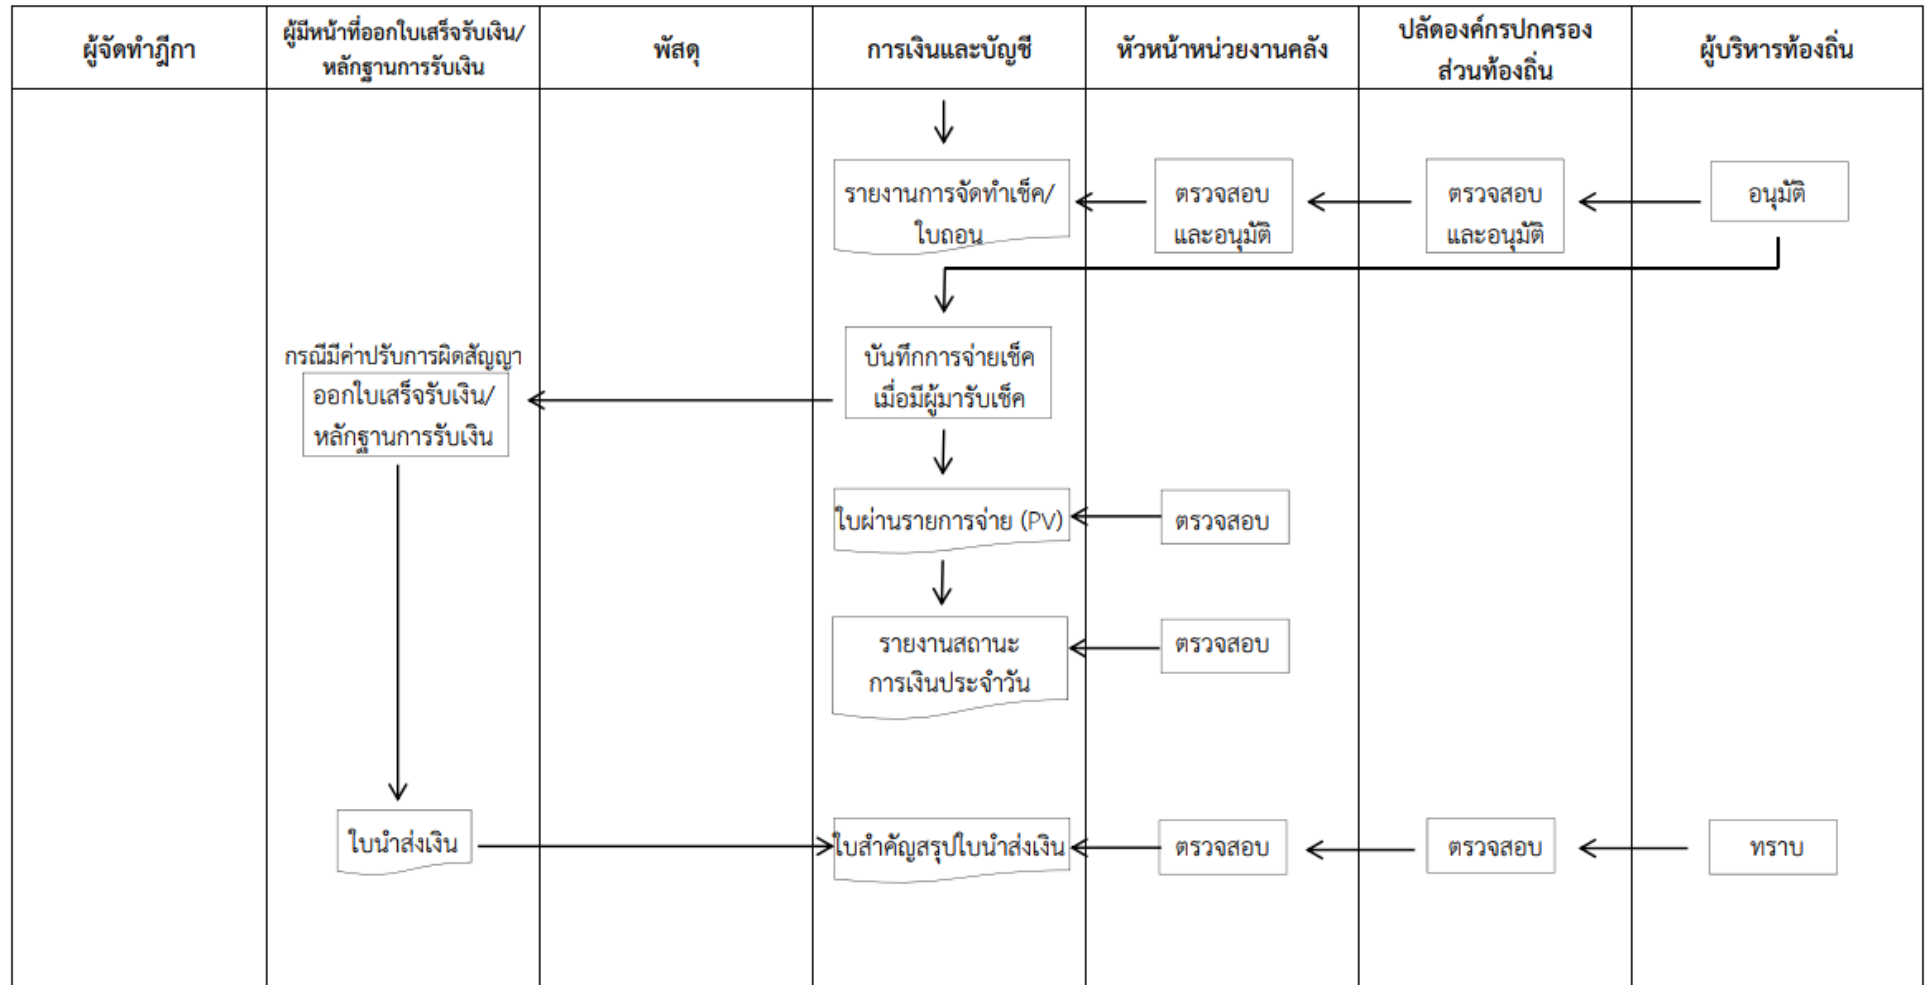 ผู้จัดทำฎีกา
ผู้มีหน้าที่ออกใบเสร็จรับเงิน/
หลักฐานการรับเงิน
พัสดุ
การเงินและบัญชี
หัวหน้าหน่วยงานคลัง
ปลัดองค์กรปกครอง
ส่วนท้องถิ่น
ผู้บริหารท้องถิ่น
รายงานการจัดทำเช็ค/
ใบถอน
ตรวจสอบ
และอนุมัติ
ตรวจสอบ
และอนุมัติ
อนุมัติ
กรณีมีค่าปรับการผิดสัญญา
ออกใบเสร็จรับเงิน/
หลักฐานการรับเงิน
บันทึกการจ่ายเช็ค
เมื่อมีผู้มารับเช็ค
ใบผ่านรายการจ่าย (PV)
ตรวจสอบ
รายงานสถานะ
การเงินประจำวัน
ตรวจสอบ
ใบนำส่งเงิน
ใบสำคัญสรุปใบนำส่งเงิน
ตรวจสอบ
ตรวจสอบ
ทราบ